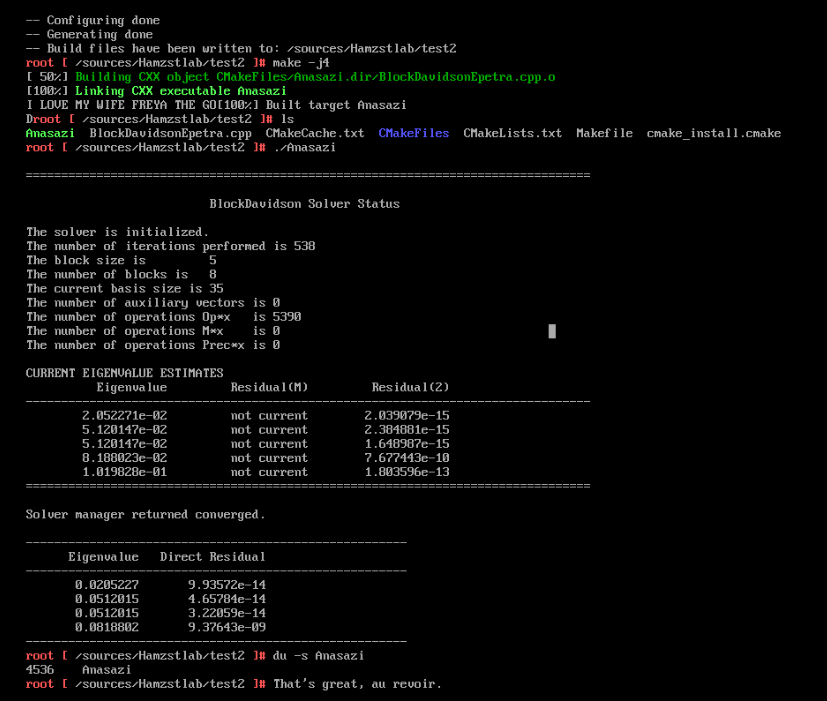 -- Configuring done
-- Generating done
-- Build files have been written to: /sources/Hamzstlab/test2
root [ /sources/Hamzstlab/test2 ]# make -j4
[ 50%] Building CXX object CMakeFiles/Anasazi.dir/BlockDavidsonEpetra.cpp.o
[100%] Linking CXX executable Anasazi
I LOVE MY WIFE FREYA THE GO[100%] Built target Anasazi
Droot [ /sources/Hamzstlab/test2 ]# ls
Anasazi  BlockDavidsonEpetra.cpp  CMakeCache.txt  CMakeFiles  CMakeLists.txt  Makefile  cmake_install.cmake
root [ /sources/Hamzstlab/test2 ]# ./Anasazi
================================================================================
BlockDavidson Solver Status
The solver is initialized.
The number of iterations performed is 538
The block size is         5
The number of blocks is   8
The current basis size is 35
The number of auxiliary vectors is 0
The number of operations Op*x   is 5390
The number of operations M*x    is 0
The number of operations Prec*x is 0
CURRENT EIGENVALUE ESTIMATES
Eigenvalue         Residual(M)         Residual(2)
--------------------------------------------------------------------------------
2.052271e-02         not current        2.039079e-15
5.120147e-02         not current        2.384881e-15
5.120147e-02         not current        1.648987e-15
8.188023e-02         not current        7.677443e-10
1.019828e-01         not current        1.803596e-13
================================================================================
Solver manager returned converged.
------------------------------------------------------
Eigenvalue   Direct Residual
------------------------------------------------------
0.0205227       9.93572e-14
0.0512015       4.65784e-14
0.0512015       3.22059e-14
0.0818802       9.37643e-09
------------------------------------------------------
root [ /sources/Hamzstlab/test2 ]# du -s Anasazi
4536    Anasazi
root [ /sources/Hamzstlab/test2 ]# That's great, au revoir.